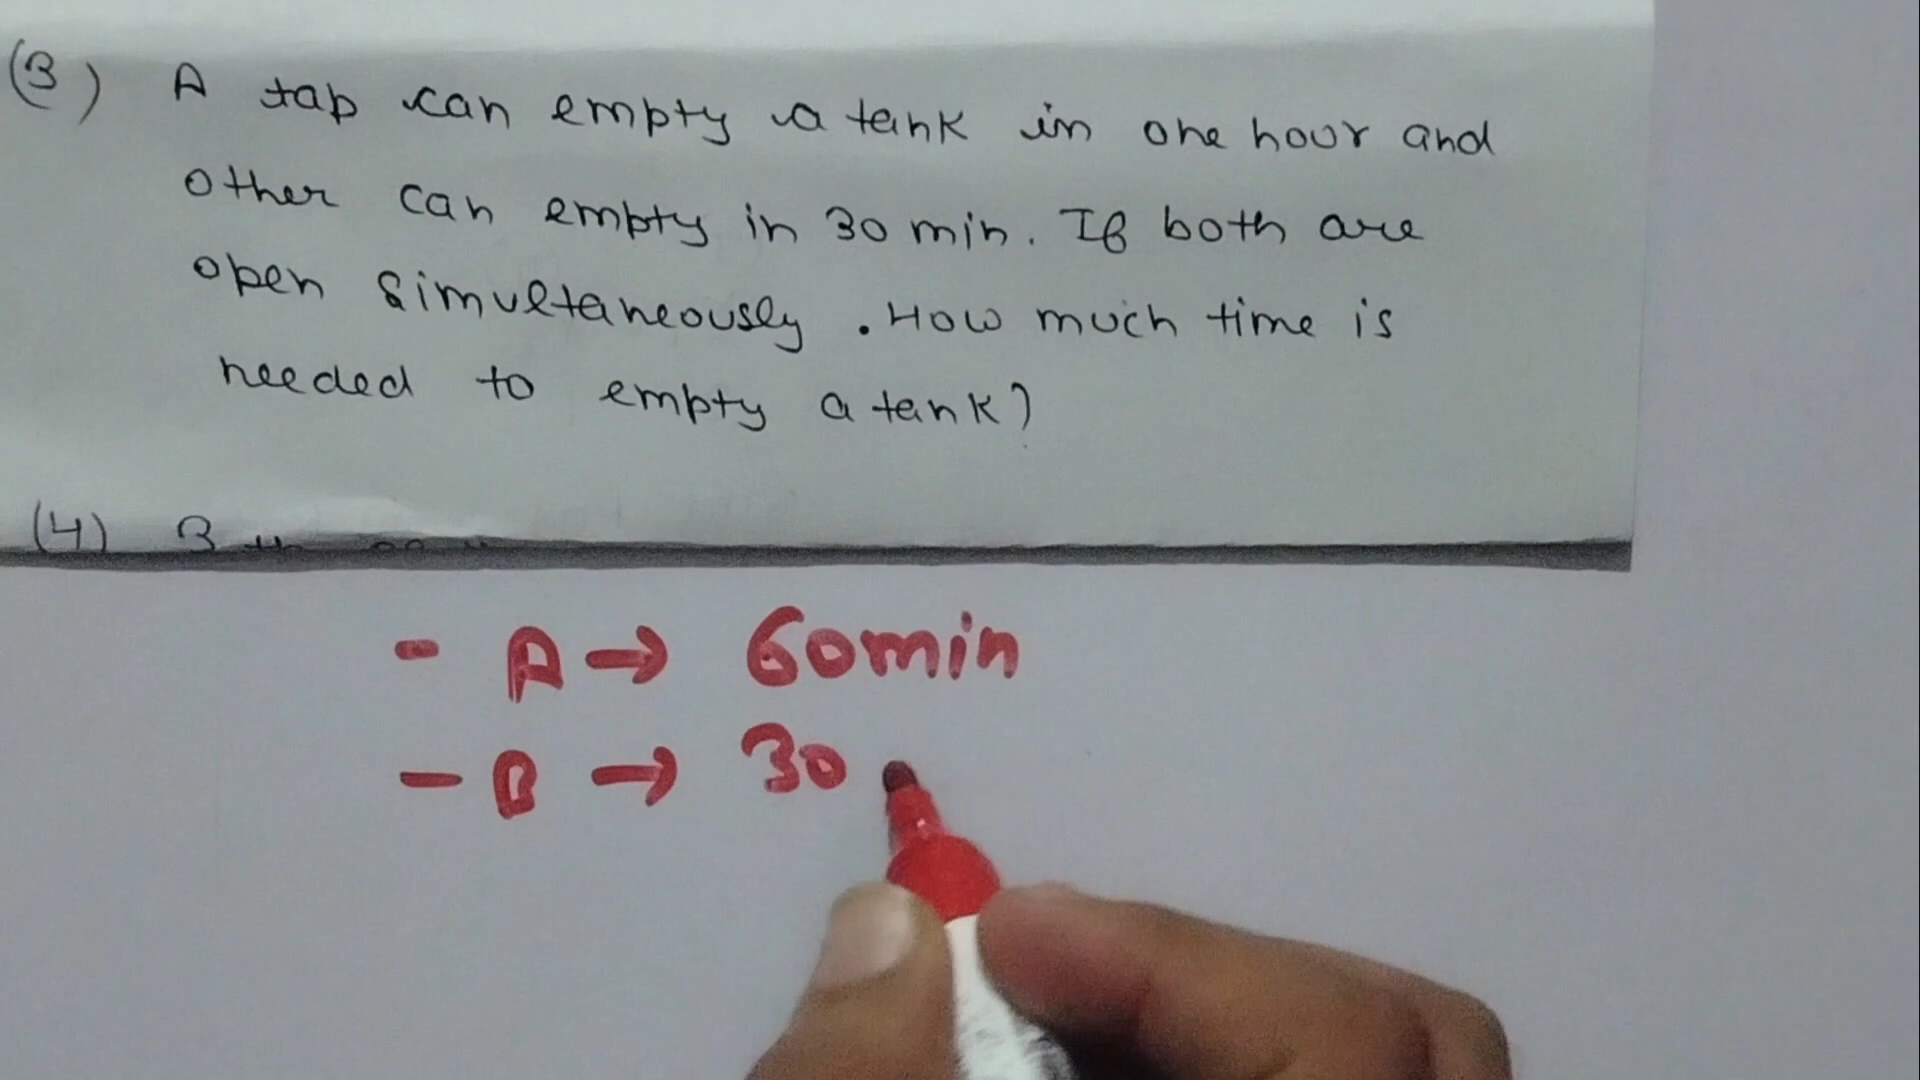 (3) A tap can empty a tank in one hour and
other can empty in 30 min. If both are
open simultaneously. How much time is
needed to empty a tank?
(4) 3
- A → 60min
- B → 30